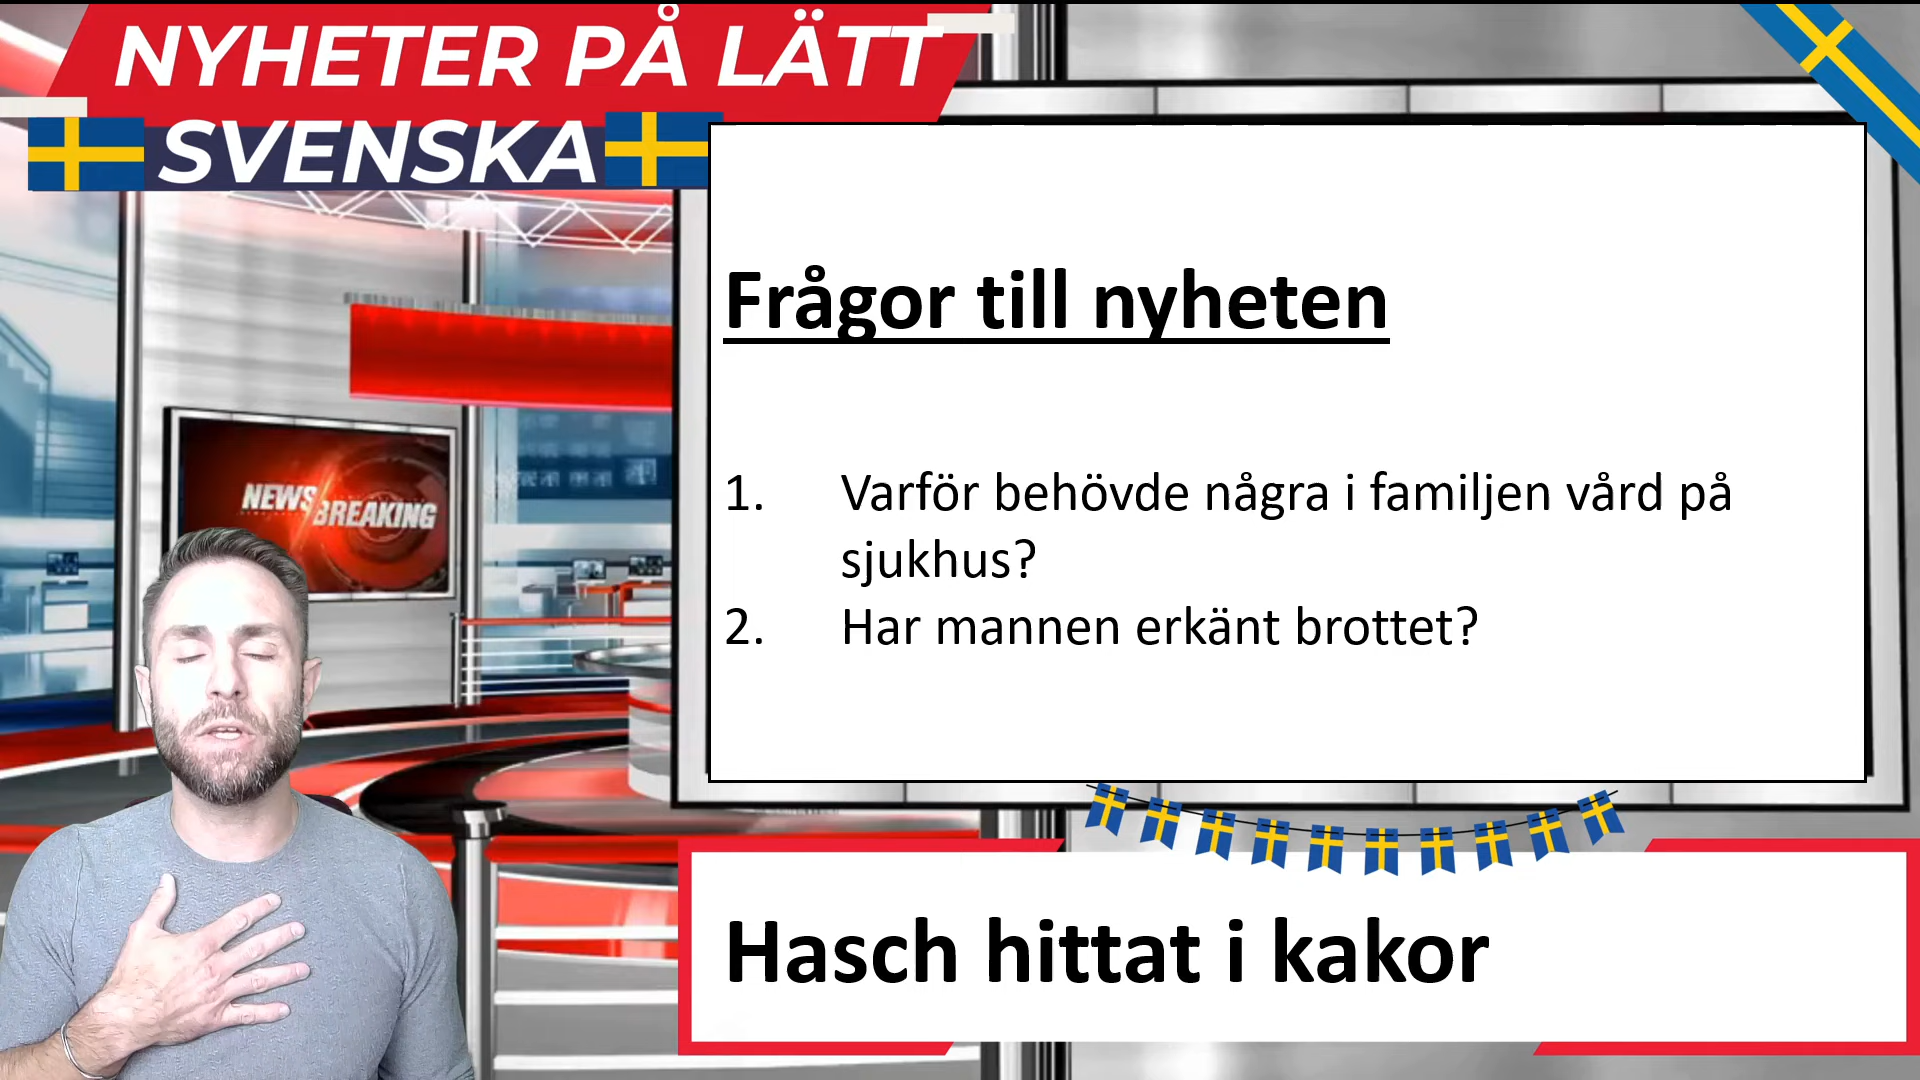 NYHETER PÅ LÄTT
SVENSKA
NEWS
BREAKING
Frågor till nyheten
1. Varför behövde några i familjen vård på
sjukhus?
2. Har mannen erkänt brottet?
Hasch hittat i kakor